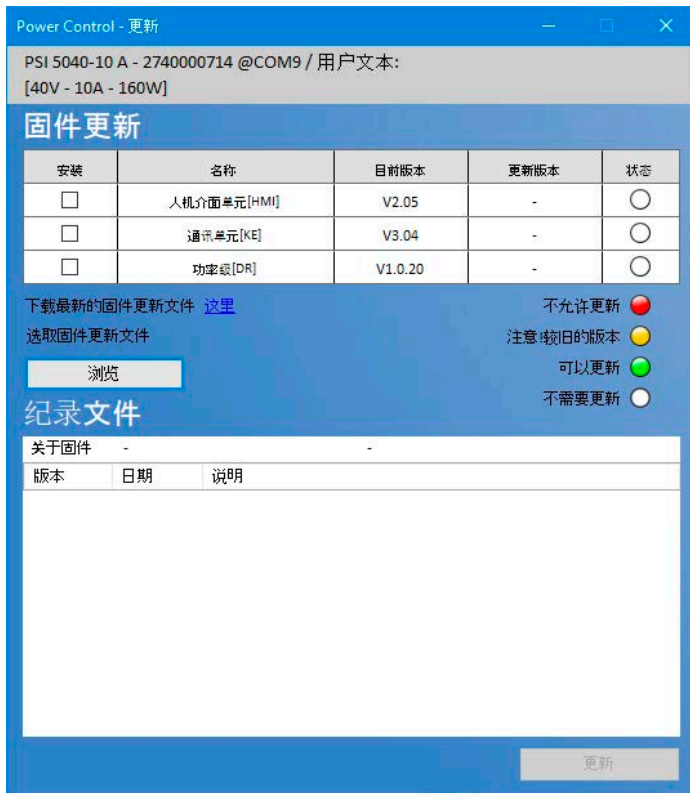 Power Control - 更新
PSI 5040-10 A - 2740000714 @COM9 / 用户文本:
[40V - 10A - 160W]
固件更新
安装 名称 目前版本 更新版本 状态
人机介面单元[HMI] V2.05 -
通讯单元[KE] V3.04 -
功率级[DR] V1.0.20 -
下载最新的固件更新文件 这里 不允许更新
选取固件更新文件 注意!较旧的版本
浏览 可以更新
不需要更新
纪录文件
关于固件 - -
版本 日期 说明
更新